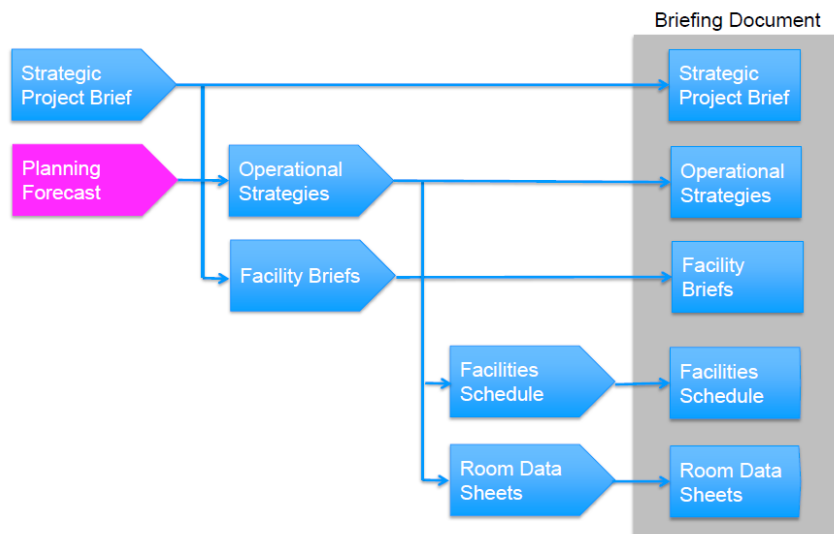 Briefing Document
Strategic
Project Brief
Strategic
Project Brief
Planning
Forecast
Operational
Strategies
Operational
Strategies
Facility Briefs
Facility
Briefs
Facilities
Schedule
Facilities
Schedule
Room Data
Sheets
Room Data
Sheets